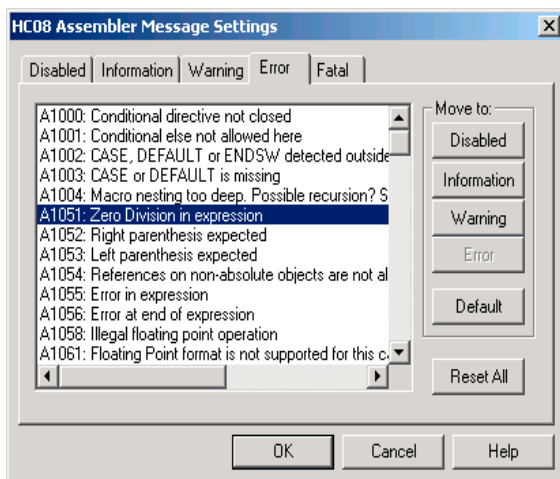 HC08 Assembler Message Settings
Disabled
Information
Warning
Error
Fatal
A1000: Conditional directive not closed
A1001: Conditional else not allowed here
A1002: CASE, DEFAULT or ENDSW detected outside
A1003: CASE or DEFAULT is missing
A1004: Macro nesting too deep. Possible recursion? S
A1051: Zero Division in expression
A1052: Right parenthesis expected
A1053: Left parenthesis expected
A1054: References on non-absolute objects are not al
A1055: Error in expression
A1056: Error at end of expression
A1058: Illegal floating point operation
A1061: Floating Point format is not supported for this c
Move to:
Disabled
Information
Warning
Error
Default
Reset All
OK
Cancel
Help